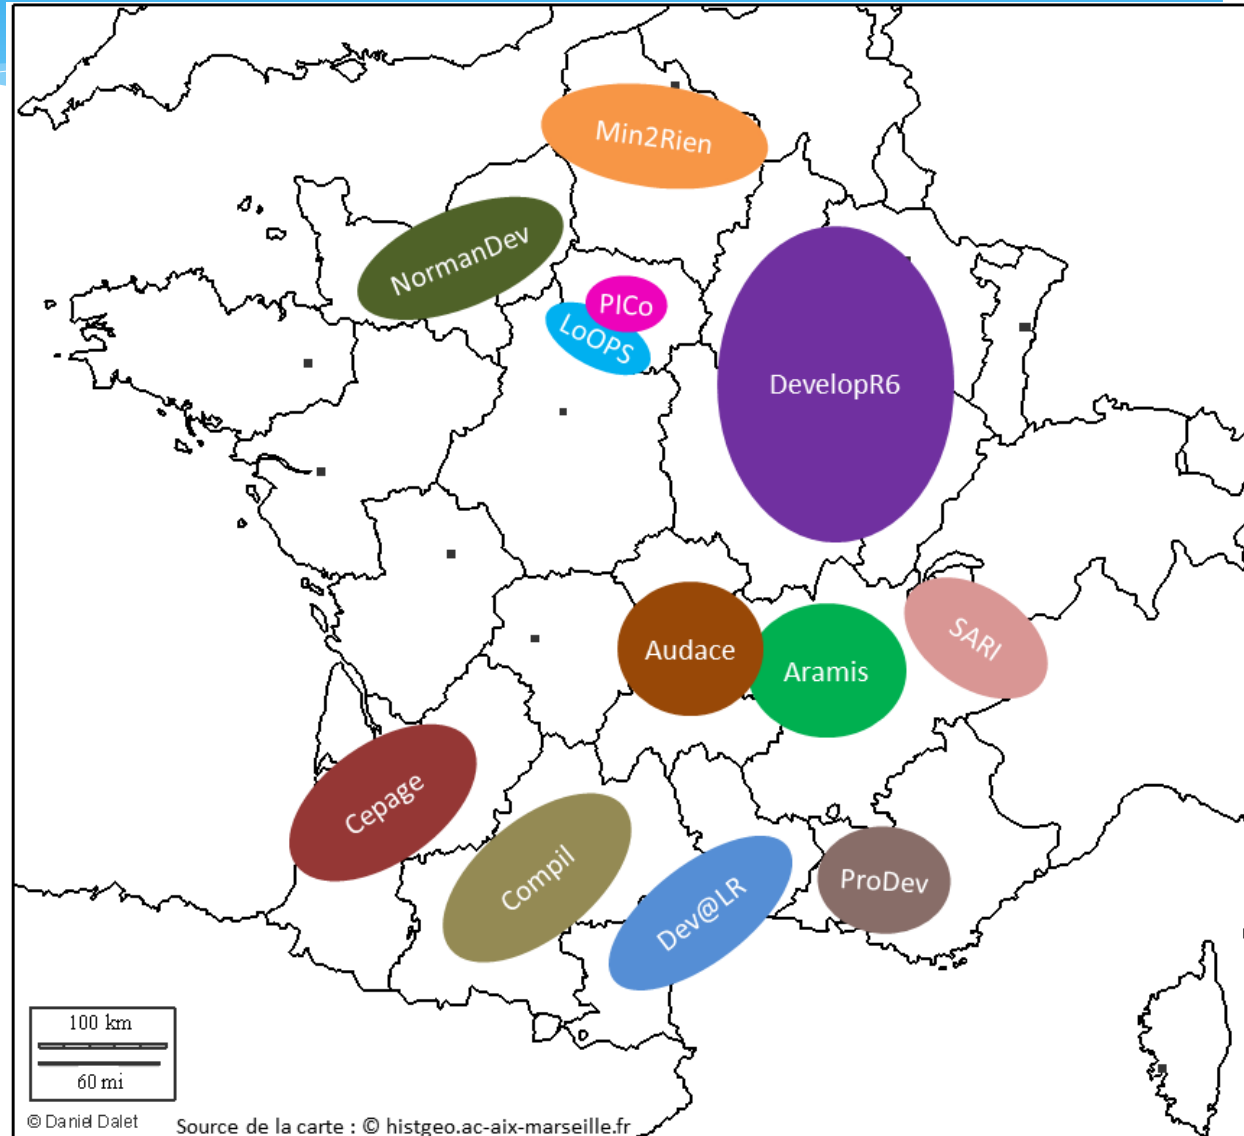 Min2Rien
NormanDev
PICo
LoOPS
DevelopR6
SARI
Audace
Aramis
Cepage
Compil
Dev@LR
ProDev
100 km
60 mi
© Daniel Dalet
Source de la carte : © histgeo.ac-aix-marseille.fr